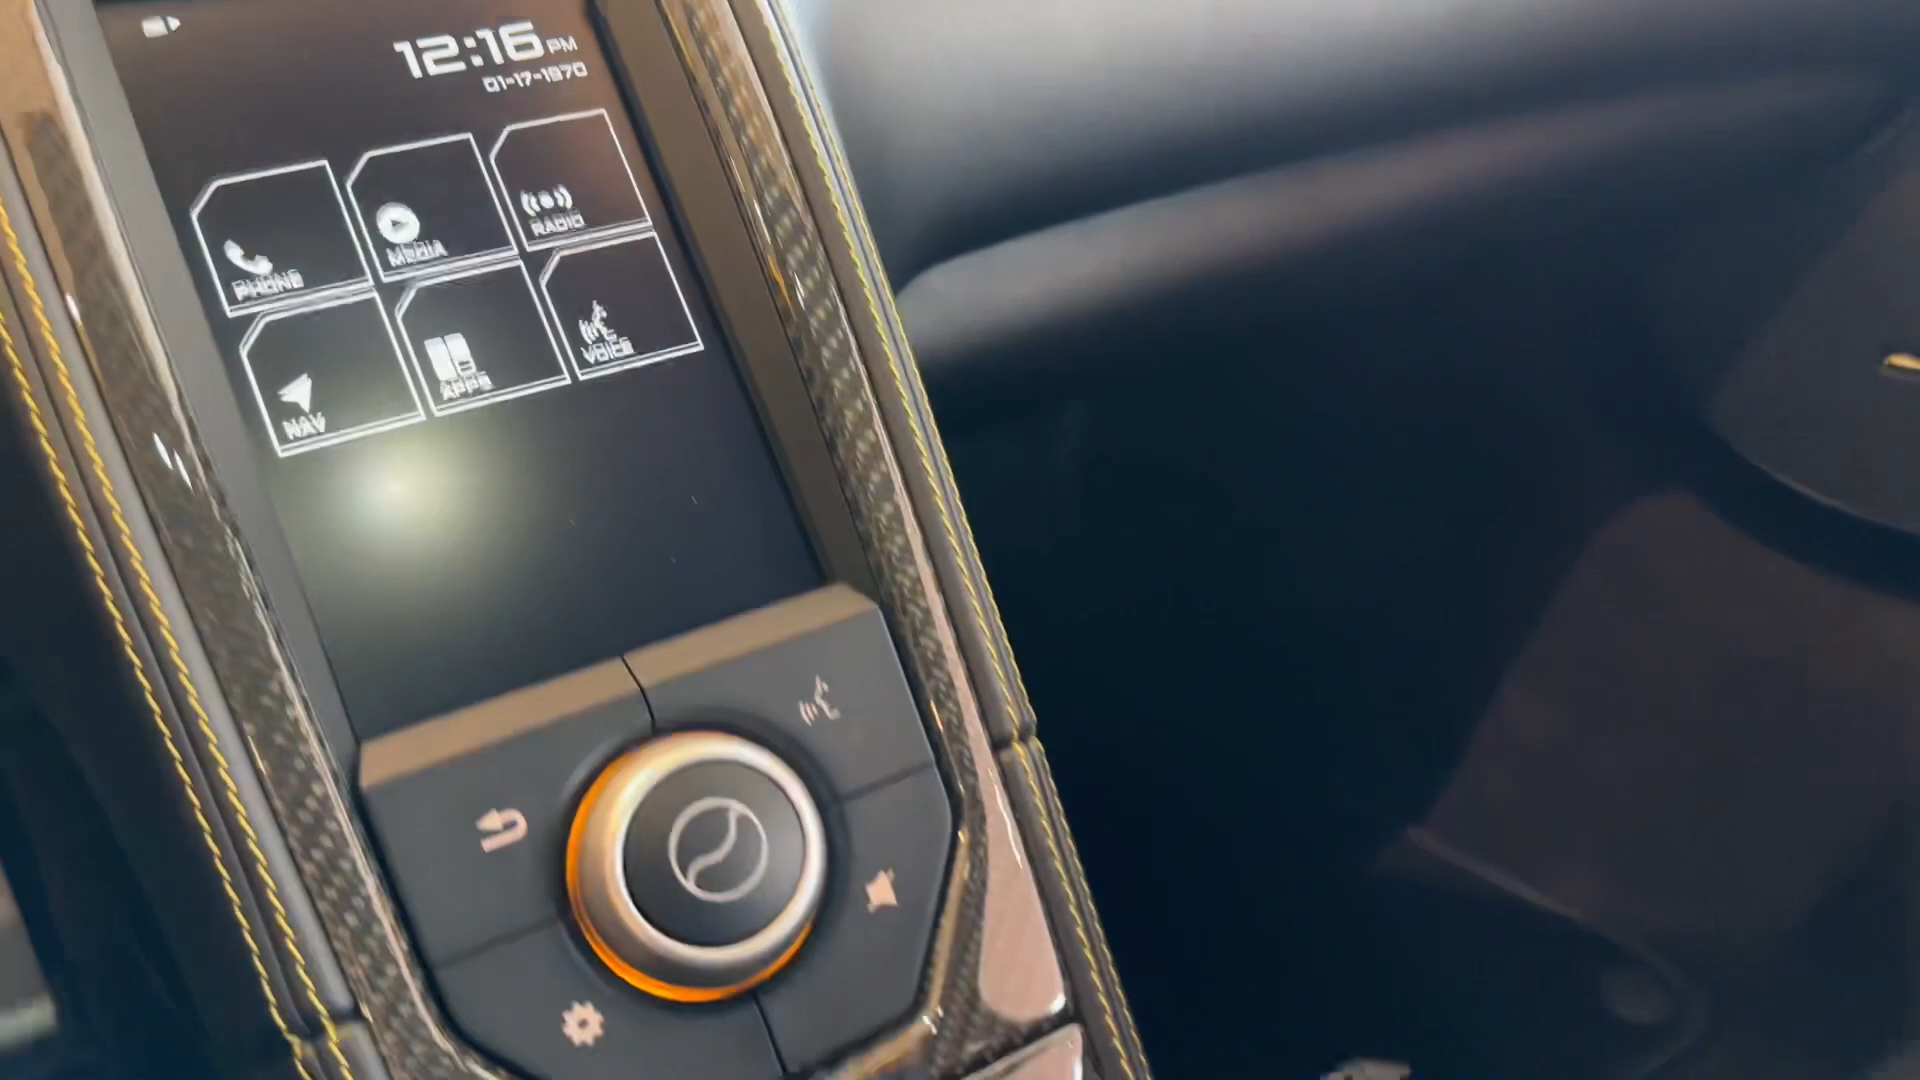 12:16 PM
01-17-1970
PHONE
MEDIA
RADIO
NAV
APPS
VOICE